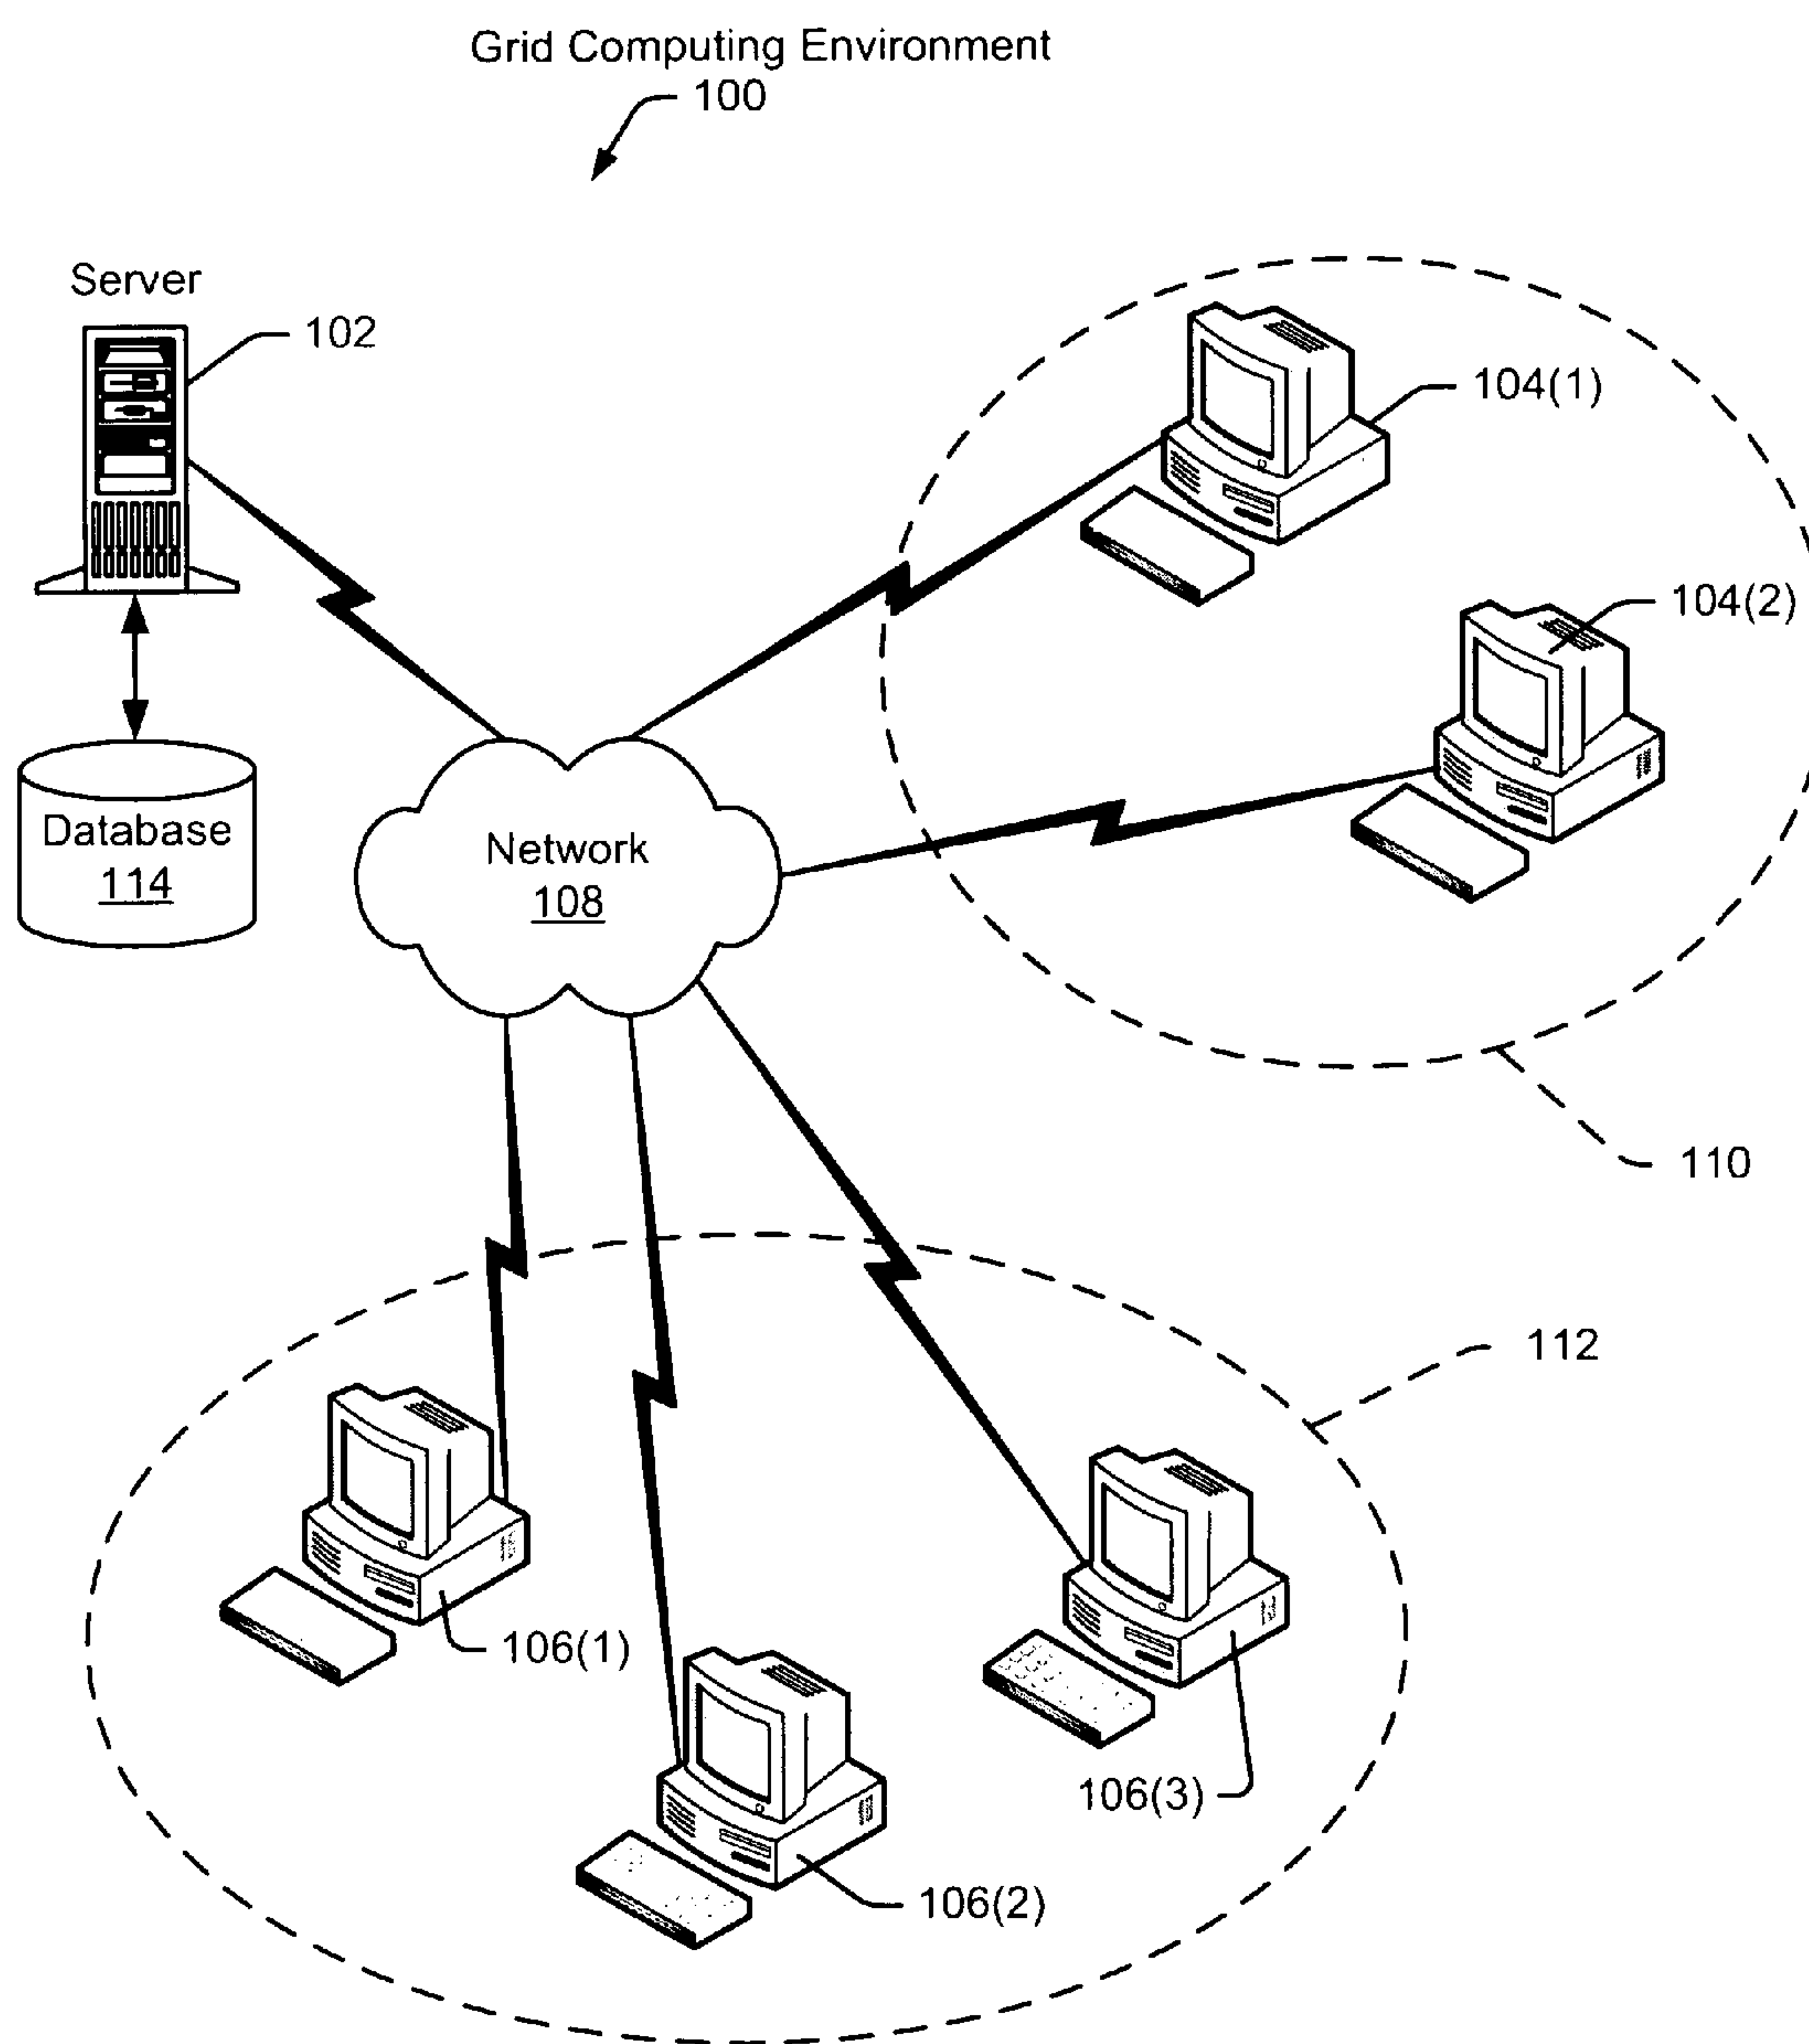 Grid Computing Environment
100
Server
102
104(1)
104(2)
Database
114
Network
108
110
112
106(1)
106(3)
106(2)